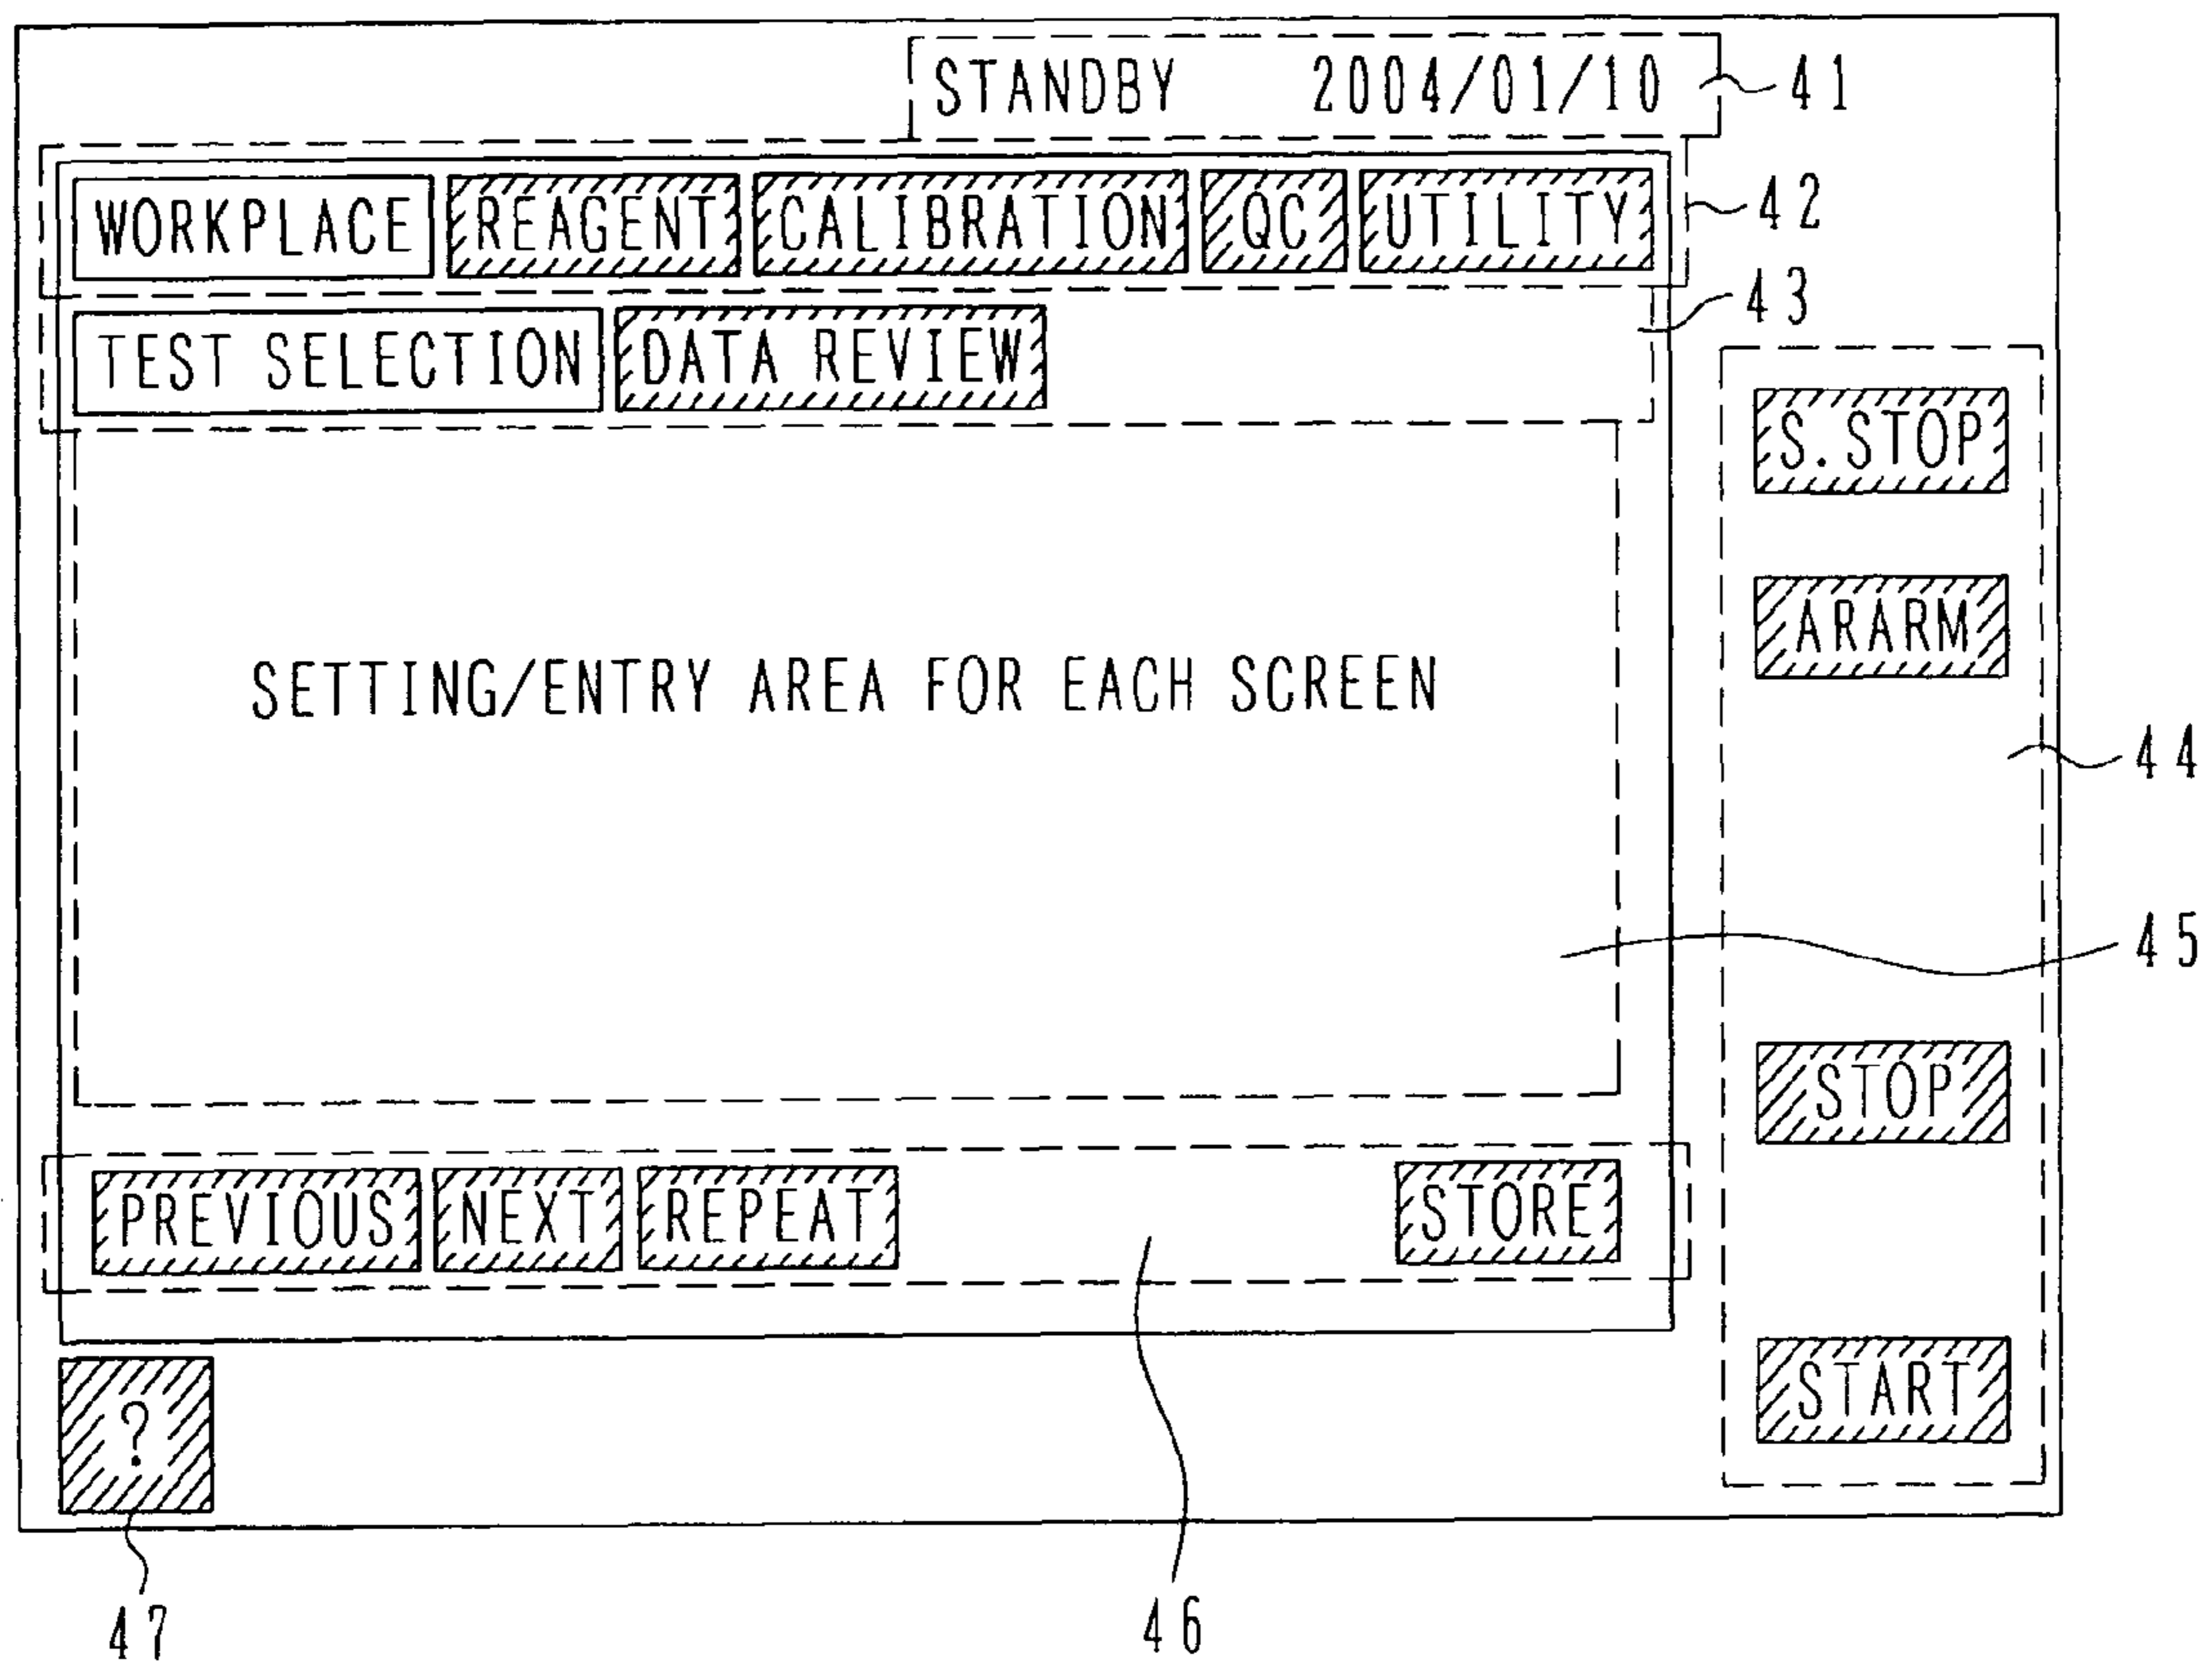 STANDBY 2004/01/10 41
WORKPLACE REAGENT CALIBRATION QC UTILITY 42
43
TEST SELECTION DATA REVIEW
S.STOP
ARARM
SETTING/ENTRY AREA FOR EACH SCREEN
44
45
STOP
PREVIOUS NEXT REPEAT STORE
START
?
47 46